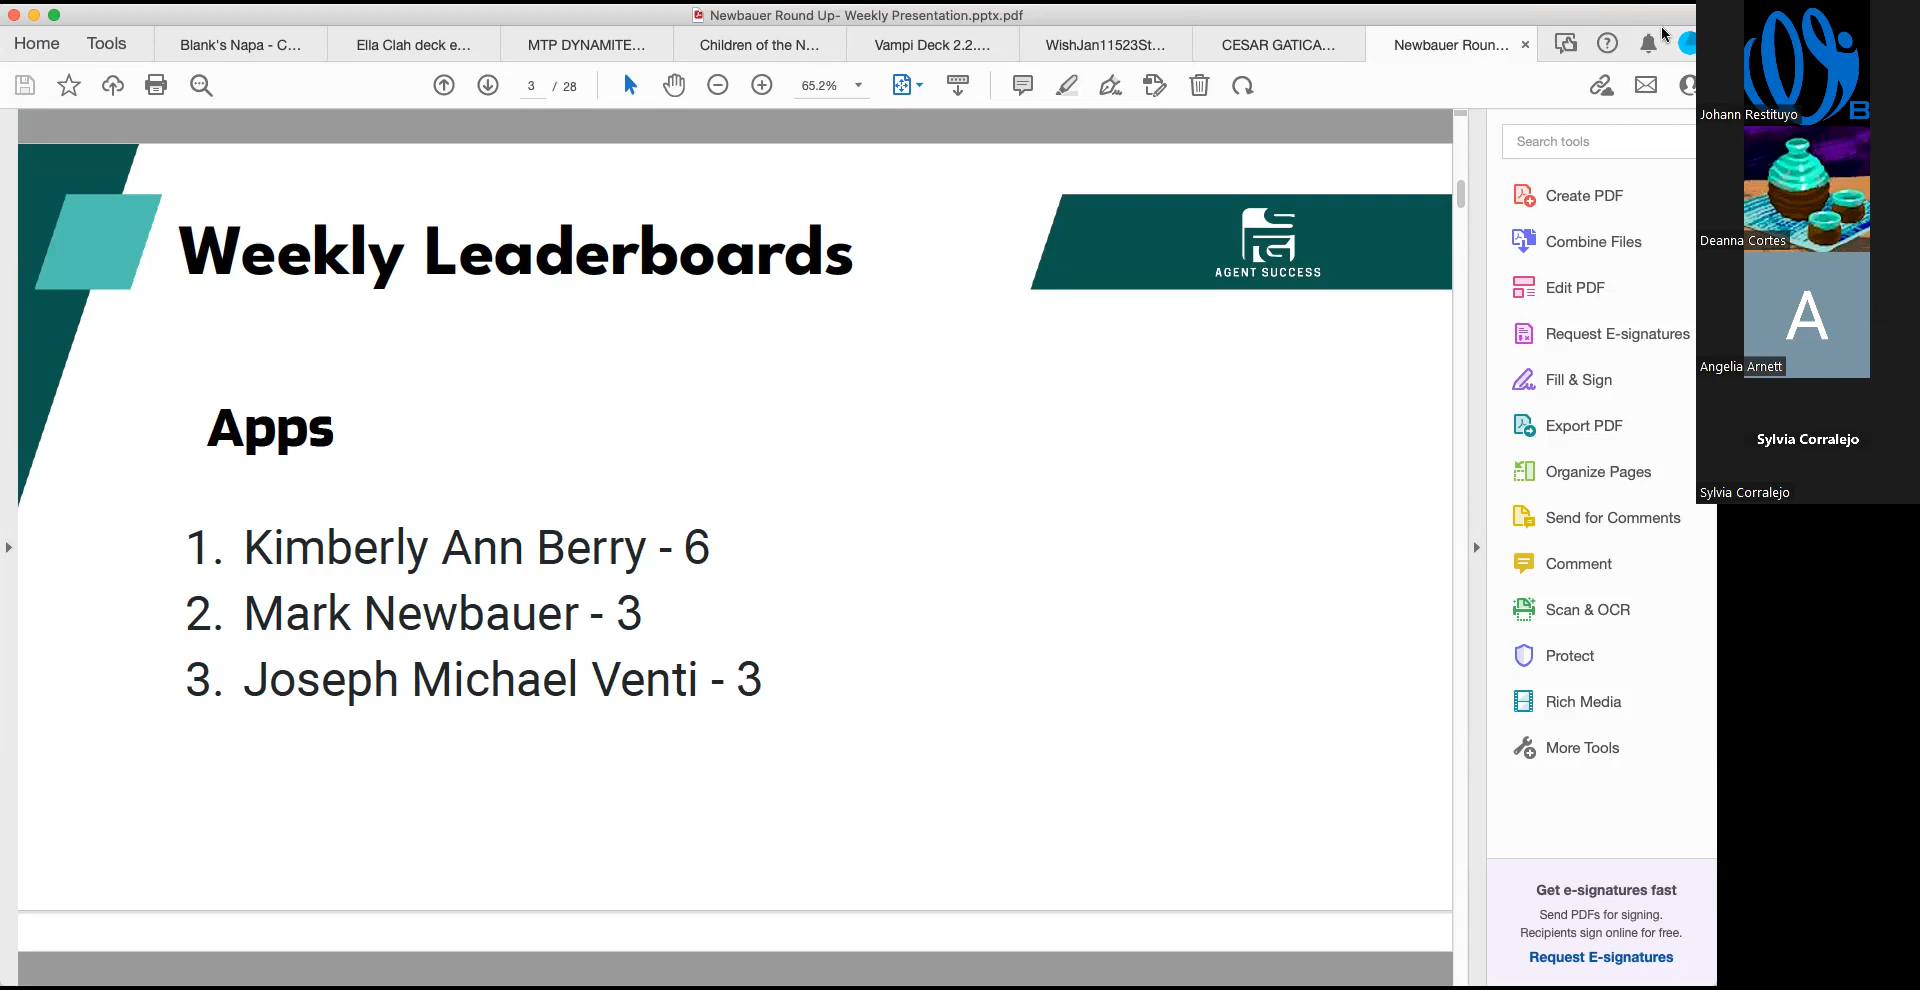 Newbauer Round Up- Weekly Presentation.pptx.pdf
Home
Tools
Blank's Napa - C...
Ella Clah deck e...
MTP DYNAMITE...
Children of the N...
Vampi Deck 2.2....
WishJan11523St...
CESAR GATICA...
Newbauer Roun...
3 / 28
65.2%
Weekly Leaderboards
AGENT SUCCESS
Apps
1. Kimberly Ann Berry - 6
2. Mark Newbauer - 3
3. Joseph Michael Venti - 3
Search tools
Create PDF
Combine Files
Edit PDF
Request E-signatures
Fill & Sign
Export PDF
Organize Pages
Send for Comments
Comment
Scan & OCR
Protect
Rich Media
More Tools
Get e-signatures fast
Send PDFs for signing.
Recipients sign online for free.
Request E-signatures
B
Johann Restituyo
Deanna Cortes
A
Angelia Arnett
Sylvia Corralejo
Sylvia Corralejo